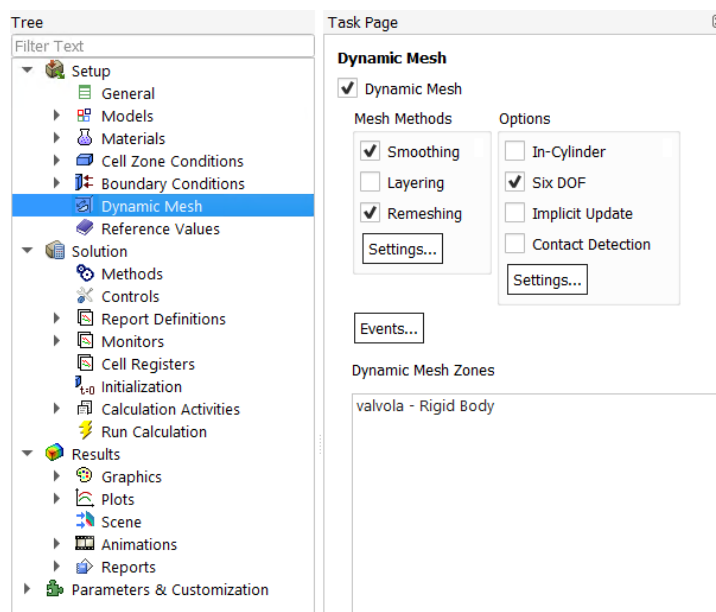 Tree
Filter Text
Setup
General
Models
Materials
Cell Zone Conditions
Boundary Conditions
Dynamic Mesh
Reference Values
Solution
Methods
Controls
Report Definitions
Monitors
Cell Registers
t=0 Initialization
Calculation Activities
Run Calculation
Results
Graphics
Plots
Scene
Animations
Reports
Parameters & Customization
Task Page
Dynamic Mesh
Dynamic Mesh
Mesh Methods
Smoothing
Layering
Remeshing
Settings...
Options
In-Cylinder
Six DOF
Implicit Update
Contact Detection
Settings...
Events...
Dynamic Mesh Zones
valvola - Rigid Body